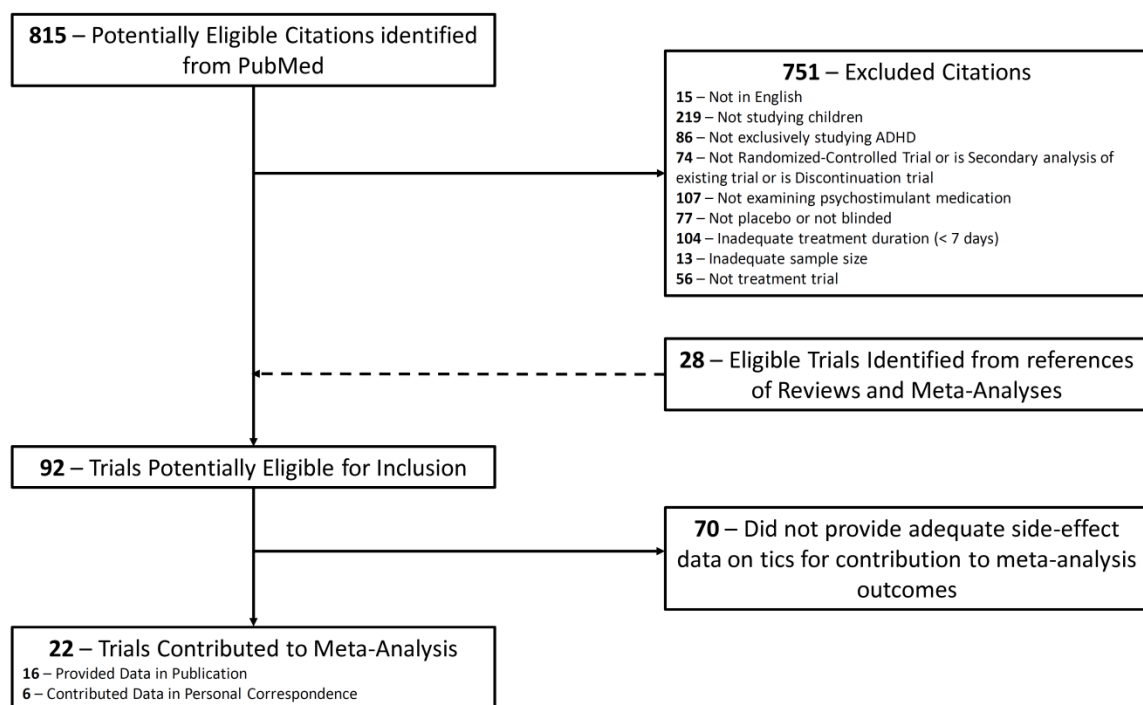 815 – Potentially Eligible Citations identified
from PubMed
751 – Excluded Citations
15 – Not in English
219 – Not studying children
86 – Not exclusively studying ADHD
74 – Not Randomized-Controlled Trial or is Secondary analysis of
existing trial or is Discontinuation trial
107 – Not examining psychostimulant medication
77 – Not placebo or not blinded
104 – Inadequate treatment duration (< 7 days)
13 – Inadequate sample size
56 – Not treatment trial
28 – Eligible Trials Identified from references
of Reviews and Meta-Analyses
92 – Trials Potentially Eligible for Inclusion
70 – Did not provide adequate side-effect
data on tics for contribution to meta-analysis
outcomes
22 – Trials Contributed to Meta-Analysis
16 – Provided Data in Publication
6 – Contributed Data in Personal Correspondence